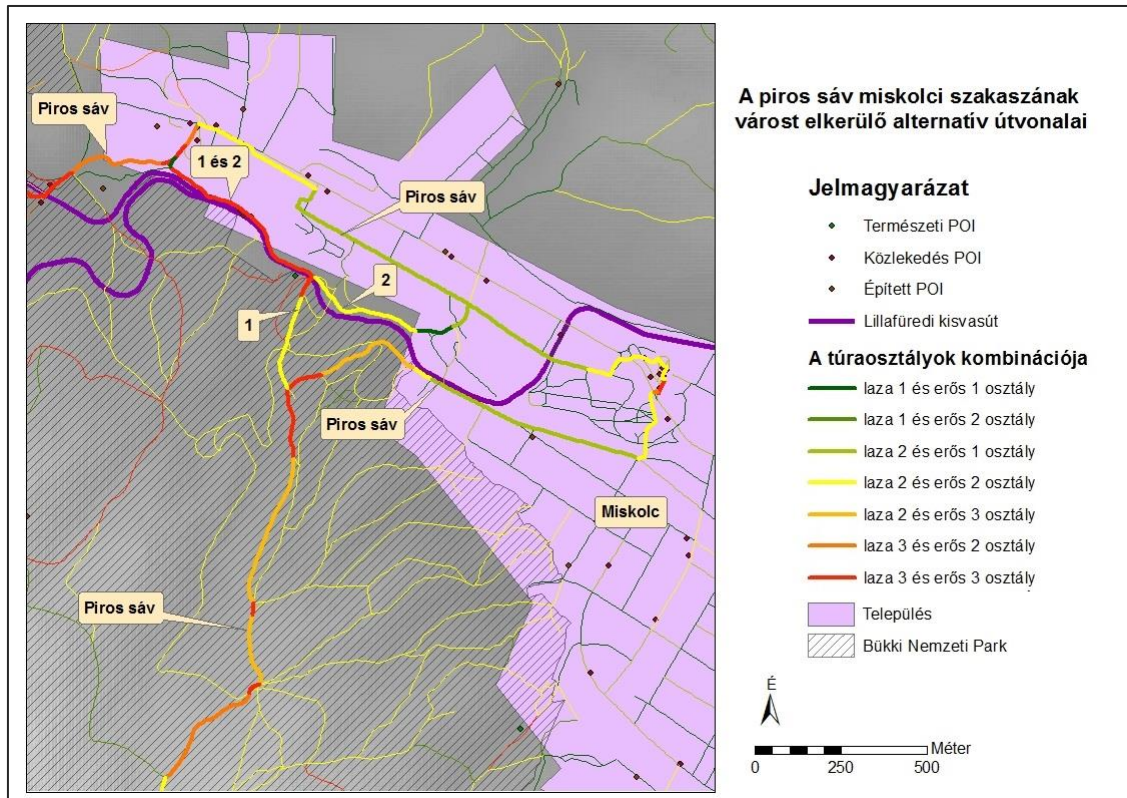 Piros sáv
1 és 2
Piros sáv
2
1
Piros sáv
Miskolc
Piros sáv
A piros sáv miskolci szakaszának
várost elkerülő alternatív útvonalai
Jelmagyarázat
Természeti POI
Közlekedés POI
Épített POI
Lillafüredi kisvasút
A túraosztályok kombinációja
laza 1 és erős 1 osztály
laza 1 és erős 2 osztály
laza 2 és erős 1 osztály
laza 2 és erős 2 osztály
laza 2 és erős 3 osztály
laza 3 és erős 2 osztály
laza 3 és erős 3 osztály
Település
Bükki Nemzeti Park
É
Méter
0 250 500